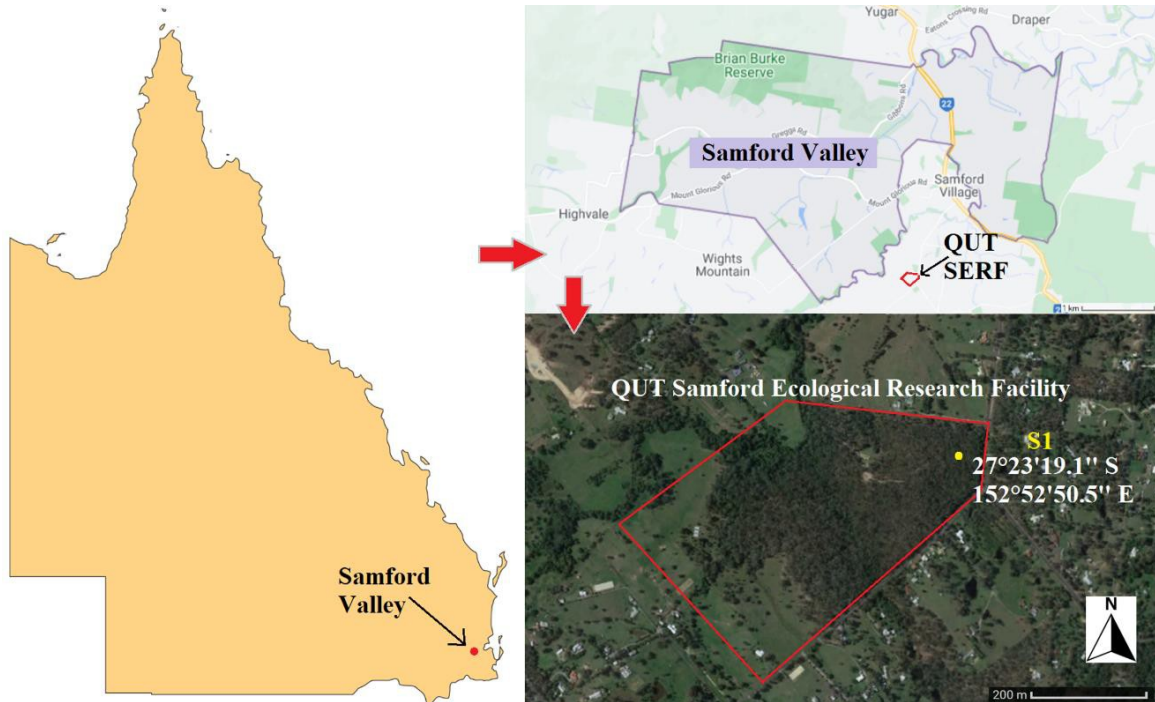 Samford
Valley
Yugar
Eatons Crossing Rd
Draper
Brian Burke
Reserve
Gibbons Rd
22
Samford Valley
Mount Glorious Rd
Mount Glorious Rd
Samford
Village
Highvale
Wights
Mountain
QUT
SERF
1 km
QUT Samford Ecological Research Facility
S1
27°23'19.1'' S
152°52'50.5'' E
N
200 m